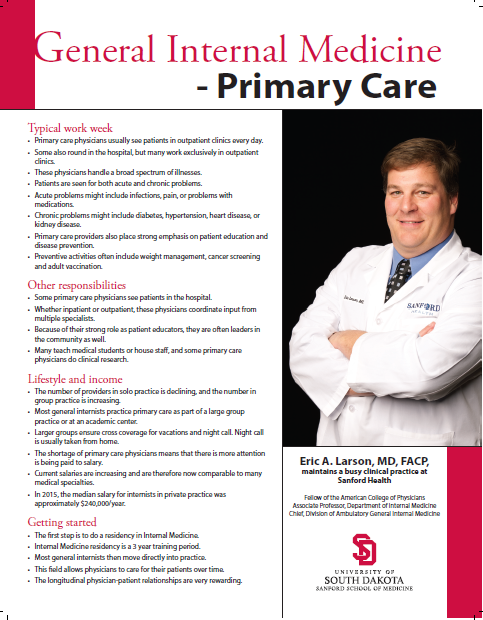 General Internal Medicine
- Primary Care
Typical work week
• Primary care physicians usually see patients in outpatient clinics every day.
• Some also round in the hospital, but many work exclusively in outpatient
clinics.
• These physicians handle a broad spectrum of illnesses.
• Patients are seen for both acute and chronic problems.
• Acute problems might include infections, pain, or problems with
medications.
• Chronic problems might include diabetes, hypertension, heart disease, or
kidney disease.
• Primary care providers also place strong emphasis on patient education and
disease prevention.
• Preventive activities often include weight management, cancer screening
and adult vaccination.
Other responsibilities
• Some primary care physicians see patients in the hospital.
• Whether inpatient or outpatient, these physicians coordinate input from
multiple specialists.
• Because of their strong role as patient educators, they are often leaders in
the community as well.
• Many teach medical students or house staff, and some primary care
physicians do clinical research.
Lifestyle and income
• The number of providers in solo practice is declining, and the number in
group practice is increasing.
• Most general internists practice primary care as part of a large group
practice or at an academic center.
• Larger groups ensure cross coverage for vacations and night call. Night call
is usually taken from home.
• The shortage of primary care physicians means that there is more attention
is being paid to salary.
• Current salaries are increasing and are therefore now comparable to many
medical specialties.
• In 2015, the median salary for internists in private practice was
approximately $240,000/year.
Getting started
• The first step is to do a residency in Internal Medicine.
• Internal Medicine residency is a 3 year training period.
• Most general internists then move directly into practice.
• This field allows physicians to care for their patients over time.
• The longitudinal physician-patient relationships are very rewarding.
SANFORD
Eric A. Larson, MD, FACP,
maintains a busy clinical practice at
Sanford Health
Fellow of the American College of Physicians
Associate Professor, Department of Internal Medicine
Chief, Division of Ambulatory General Internal Medicine
UNIVERSITY OF
SOUTH DAKOTA
SANFORD SCHOOL OF MEDICINE